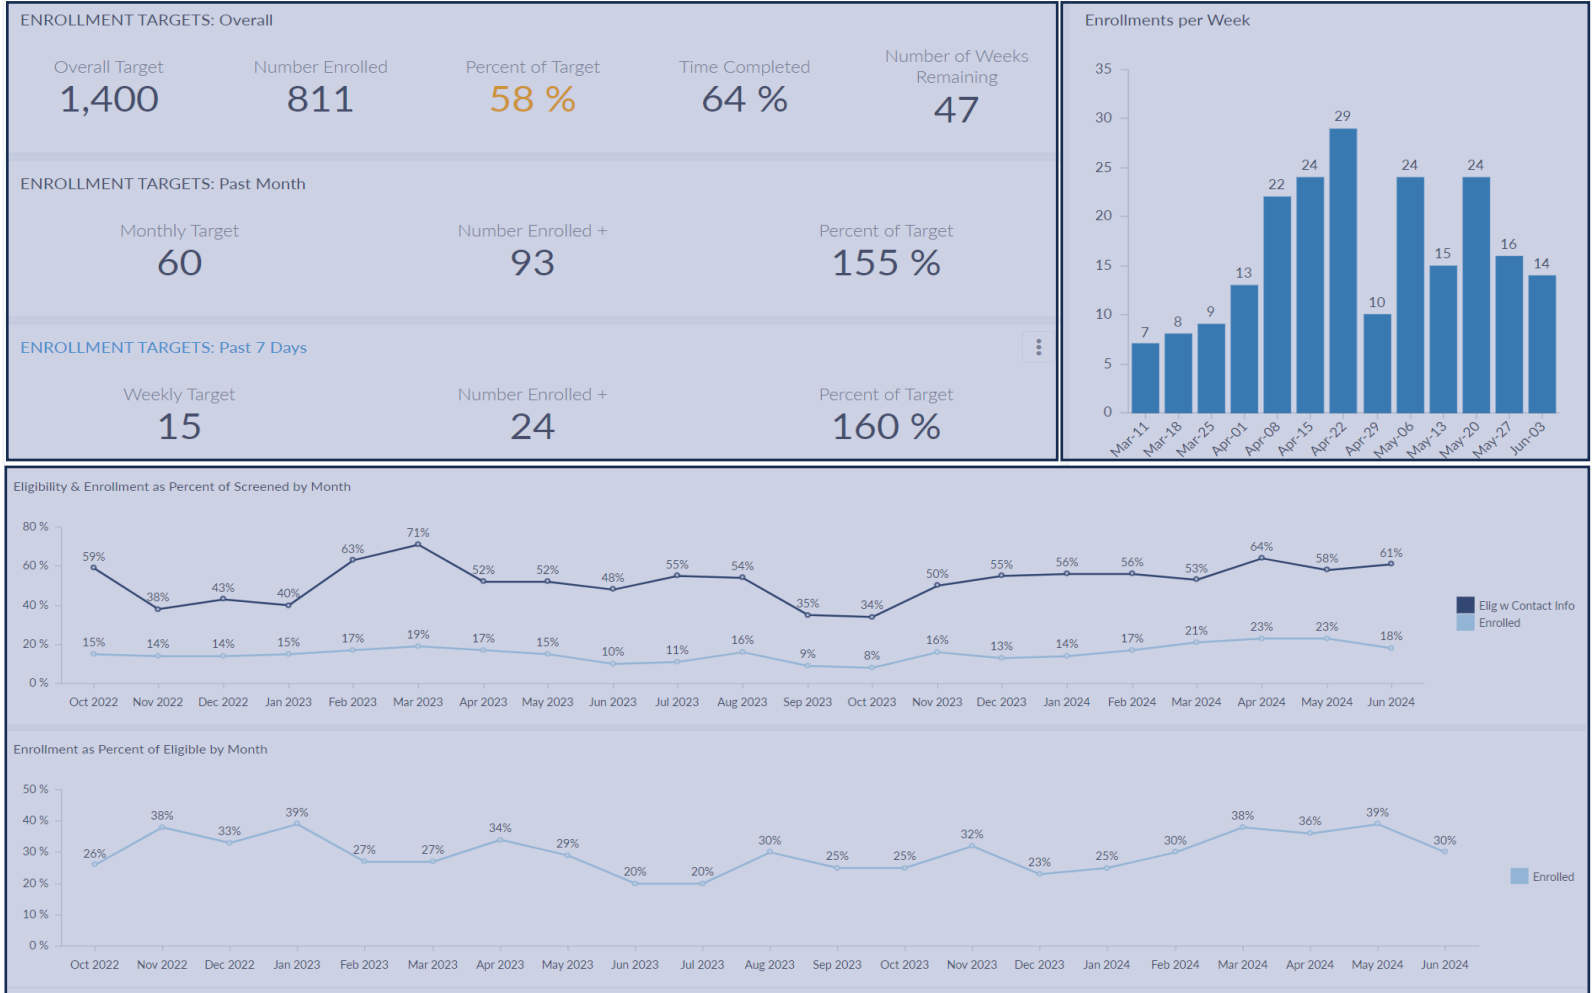 ENROLLMENT TARGETS: Overall
Overall Target
1,400
Number Enrolled
811
Percent of Target
58 %
Time Completed
64 %
Number of Weeks
Remaining
47
ENROLLMENT TARGETS: Past Month
Monthly Target
60
Number Enrolled +
93
Percent of Target
155 %
ENROLLMENT TARGETS: Past 7 Days
Weekly Target
15
Number Enrolled +
24
Percent of Target
160 %
Enrollments per Week
35
30
25
20
15
10
5
0
7
8
9
13
22
24
29
10
24
15
24
16
14
Mar-11
Mar-18
Mar-25
Apr-01
Apr-08
Apr-15
Apr-22
Apr-29
May-06
May-13
May-20
May-27
Jun-03
Eligibility & Enrollment as Percent of Screened by Month
80 %
60 %
40 %
20 %
0 %
59% 38% 43% 40% 63% 71% 52% 52% 48% 55% 54% 35% 34% 50% 55% 56% 56% 53% 64% 58% 61%
15% 14% 14% 15% 17% 19% 17% 15% 10% 11% 16% 9% 8% 16% 13% 14% 17% 21% 23% 23% 18%
Oct 2022 Nov 2022 Dec 2022 Jan 2023 Feb 2023 Mar 2023 Apr 2023 May 2023 Jun 2023 Jul 2023 Aug 2023 Sep 2023 Oct 2023 Nov 2023 Dec 2023 Jan 2024 Feb 2024 Mar 2024 Apr 2024 May 2024 Jun 2024
Elig w Contact Info
Enrolled
Enrollment as Percent of Eligible by Month
50 %
40 %
30 %
20 %
10 %
0 %
26% 38% 33% 39% 27% 27% 34% 29% 20% 20% 30% 25% 25% 32% 23% 25% 30% 38% 36% 39% 30%
Oct 2022 Nov 2022 Dec 2022 Jan 2023 Feb 2023 Mar 2023 Apr 2023 May 2023 Jun 2023 Jul 2023 Aug 2023 Sep 2023 Oct 2023 Nov 2023 Dec 2023 Jan 2024 Feb 2024 Mar 2024 Apr 2024 May 2024 Jun 2024
Enrolled